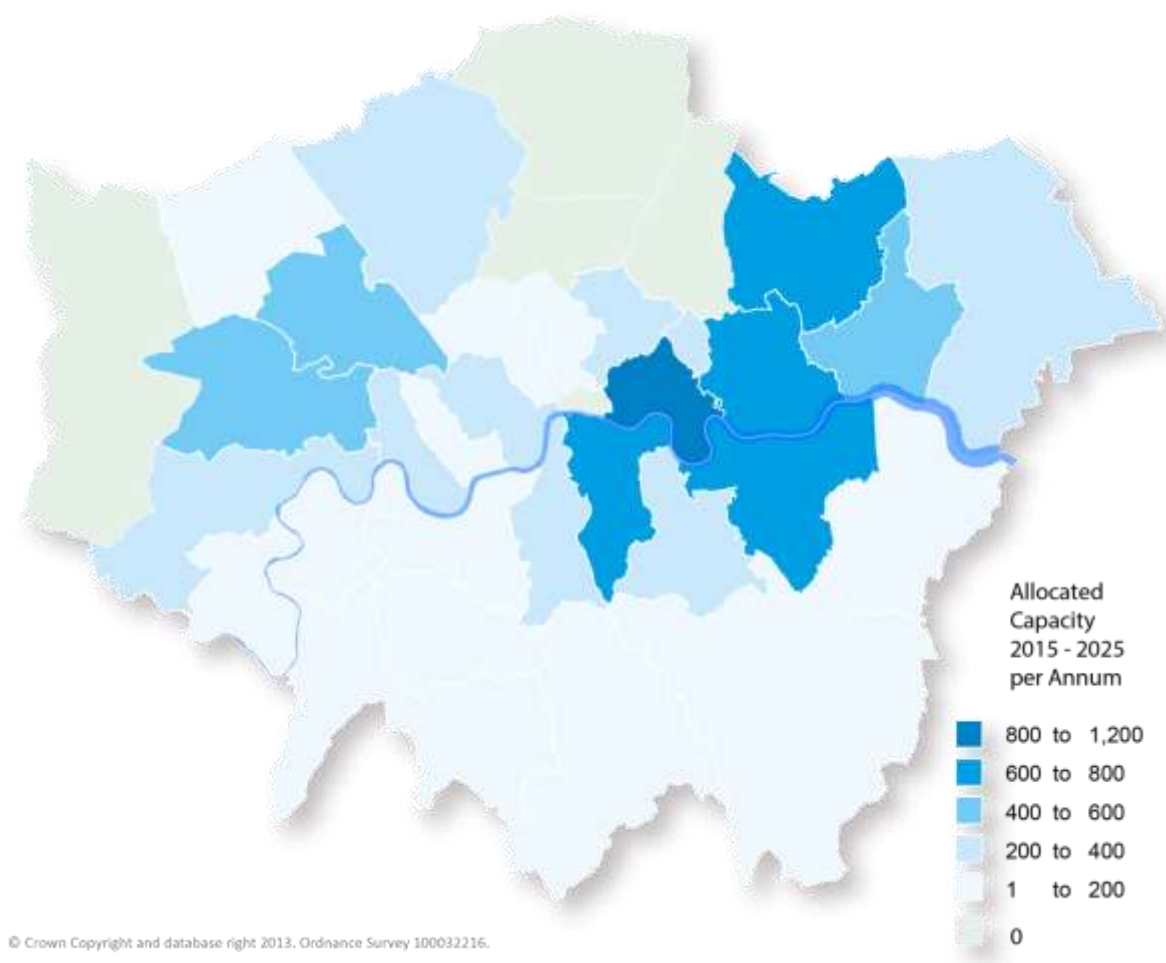 Allocated
Capacity
2015 - 2025
per Annum
800 to 1,200
600 to 800
400 to 600
200 to 400
1 to 200
0
© Crown Copyright and database right 2013. Ordnance Survey 100032216.